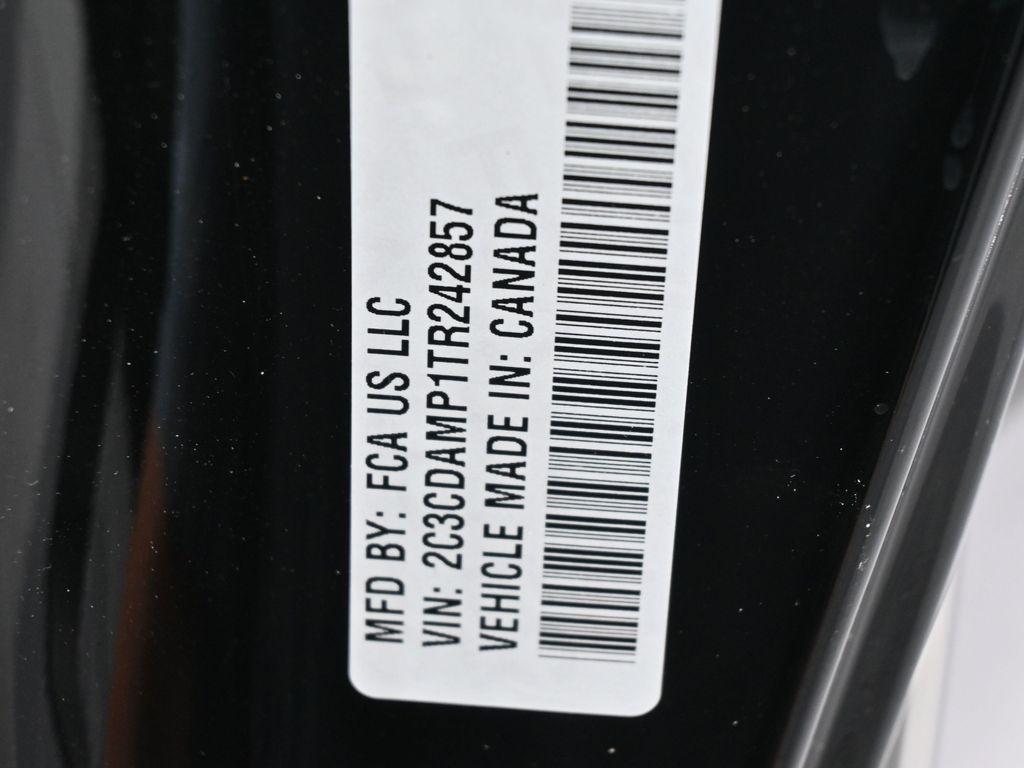 MFD BY: FCA US LLC
VIN: 2C3CDAMP1TR242857
VEHICLE MADE IN: CANADA